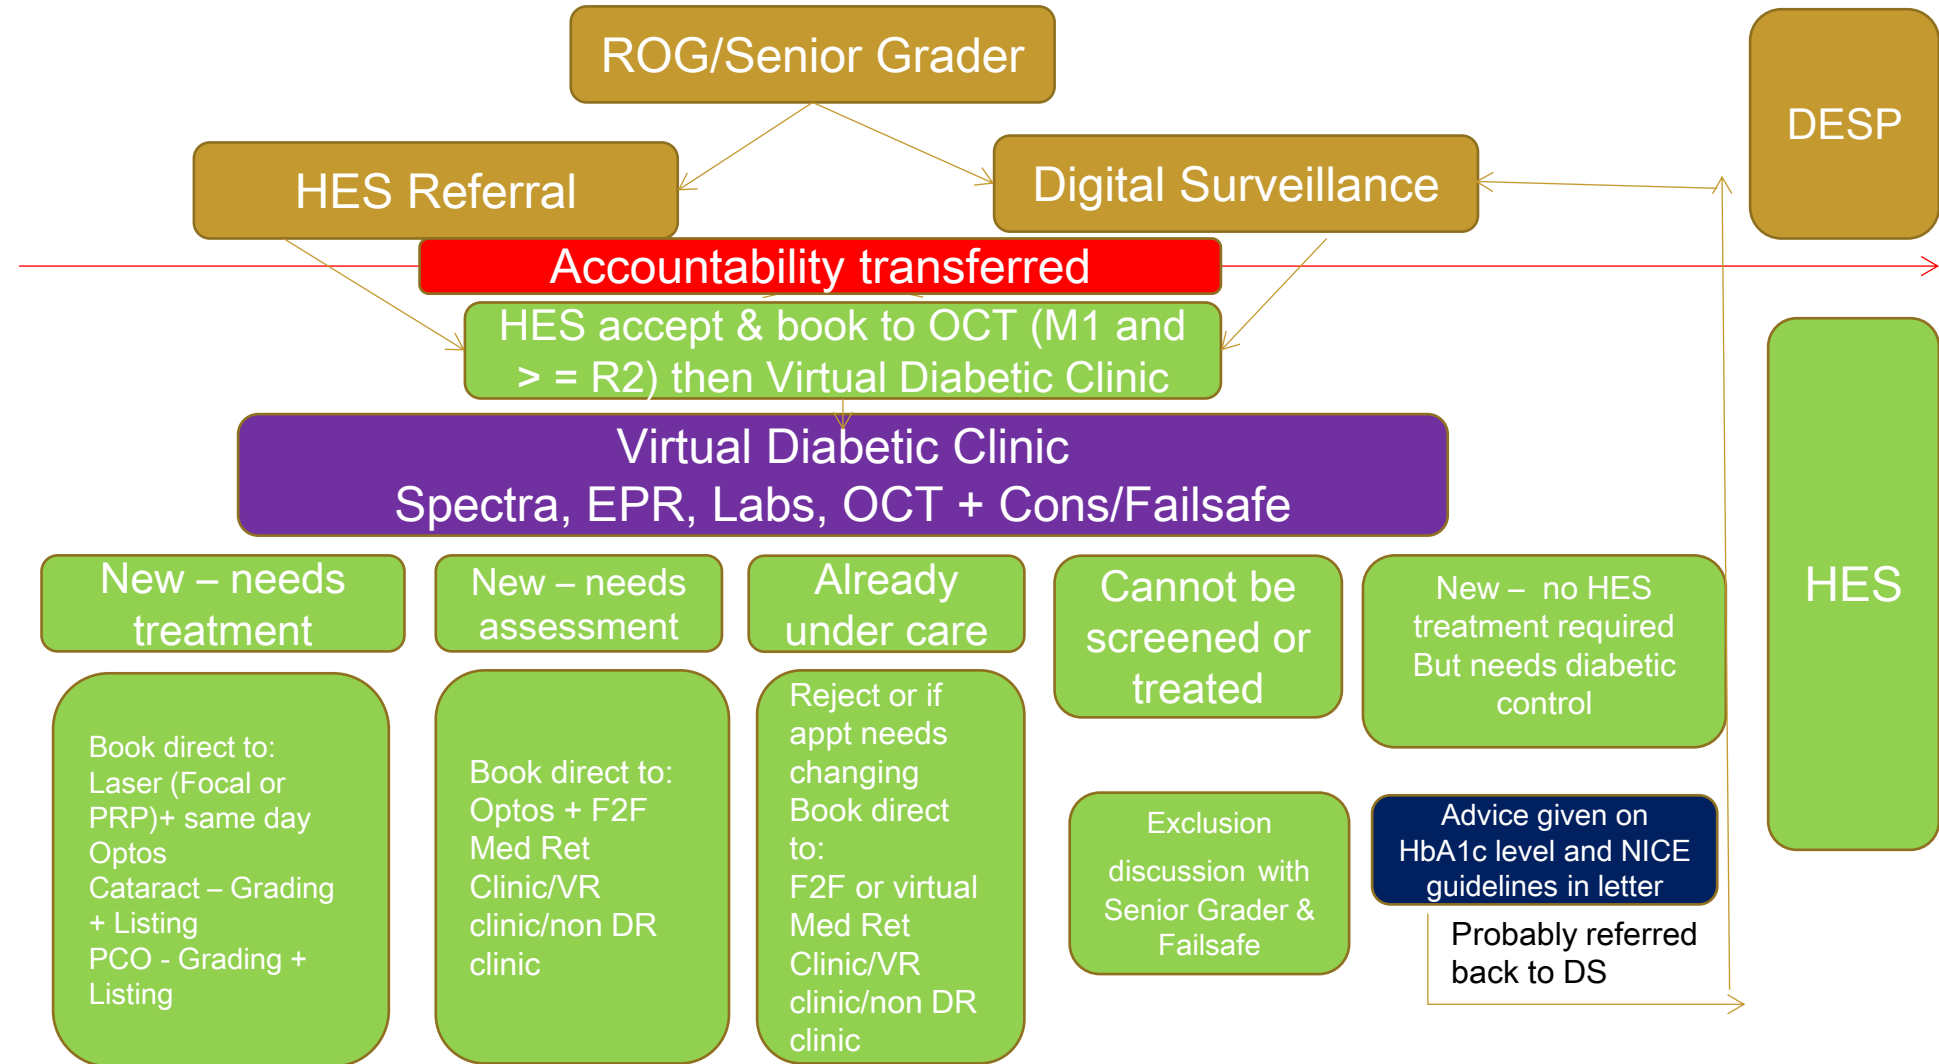 ROG/Senior Grader
DESP
HES Referral
Digital Surveillance
Accountability transferred
HES accept & book to OCT (M1 and
> = R2) then Virtual Diabetic Clinic
Virtual Diabetic Clinic
Spectra, EPR, Labs, OCT + Cons/Failsafe
HES
New – needs
treatment
New – needs
assessment
Already
under care
Cannot be
screened or
treated
New – no HES
treatment required
But needs diabetic
control
Book direct to:
Laser (Focal or
PRP)+ same day
Optos
Cataract – Grading
+ Listing
PCO - Grading +
Listing
Book direct to:
Optos + F2F
Med Ret
Clinic/VR
clinic/non DR
clinic
Reject or if
appt needs
changing
Book direct
to:
F2F or virtual
Med Ret
Clinic/VR
clinic/non DR
clinic
Exclusion
discussion with
Senior Grader &
Failsafe
Advice given on
HbA1c level and NICE
guidelines in letter
Probably referred
back to DS